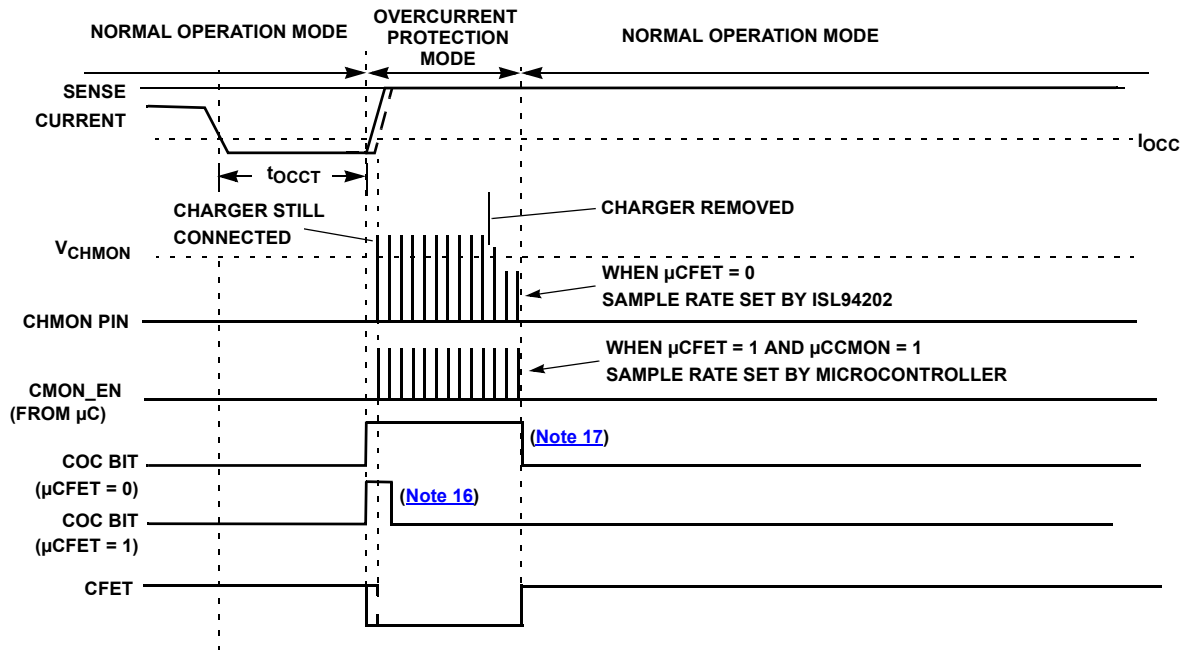 NORMAL OPERATION MODE
OVERCURRENT
PROTECTION
MODE
NORMAL OPERATION MODE
SENSE
CURRENT
IOCC
tOCCT
CHARGER STILL
CONNECTED
CHARGER REMOVED
VCHMON
WHEN µCFET = 0
SAMPLE RATE SET BY ISL94202
CHMON PIN
WHEN µCFET = 1 AND µCCMON = 1
SAMPLE RATE SET BY MICROCONTROLLER
CMON_EN
(FROM µC)
(Note 17)
COC BIT
(µCFET = 0)
(Note 16)
COC BIT
(µCFET = 1)
CFET